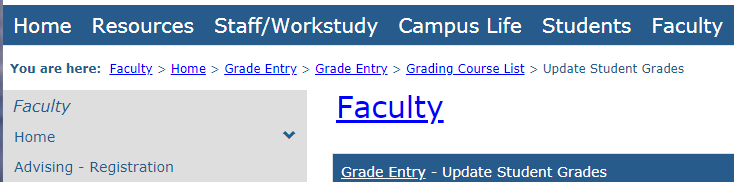 Home Resources Staff/Workstudy Campus Life Students Faculty
You are here: Faculty > Home > Grade Entry > Grade Entry > Grading Course List > Update Student Grades
Faculty
Home
Advising - Registration
Faculty
Grade Entry - Update Student Grades